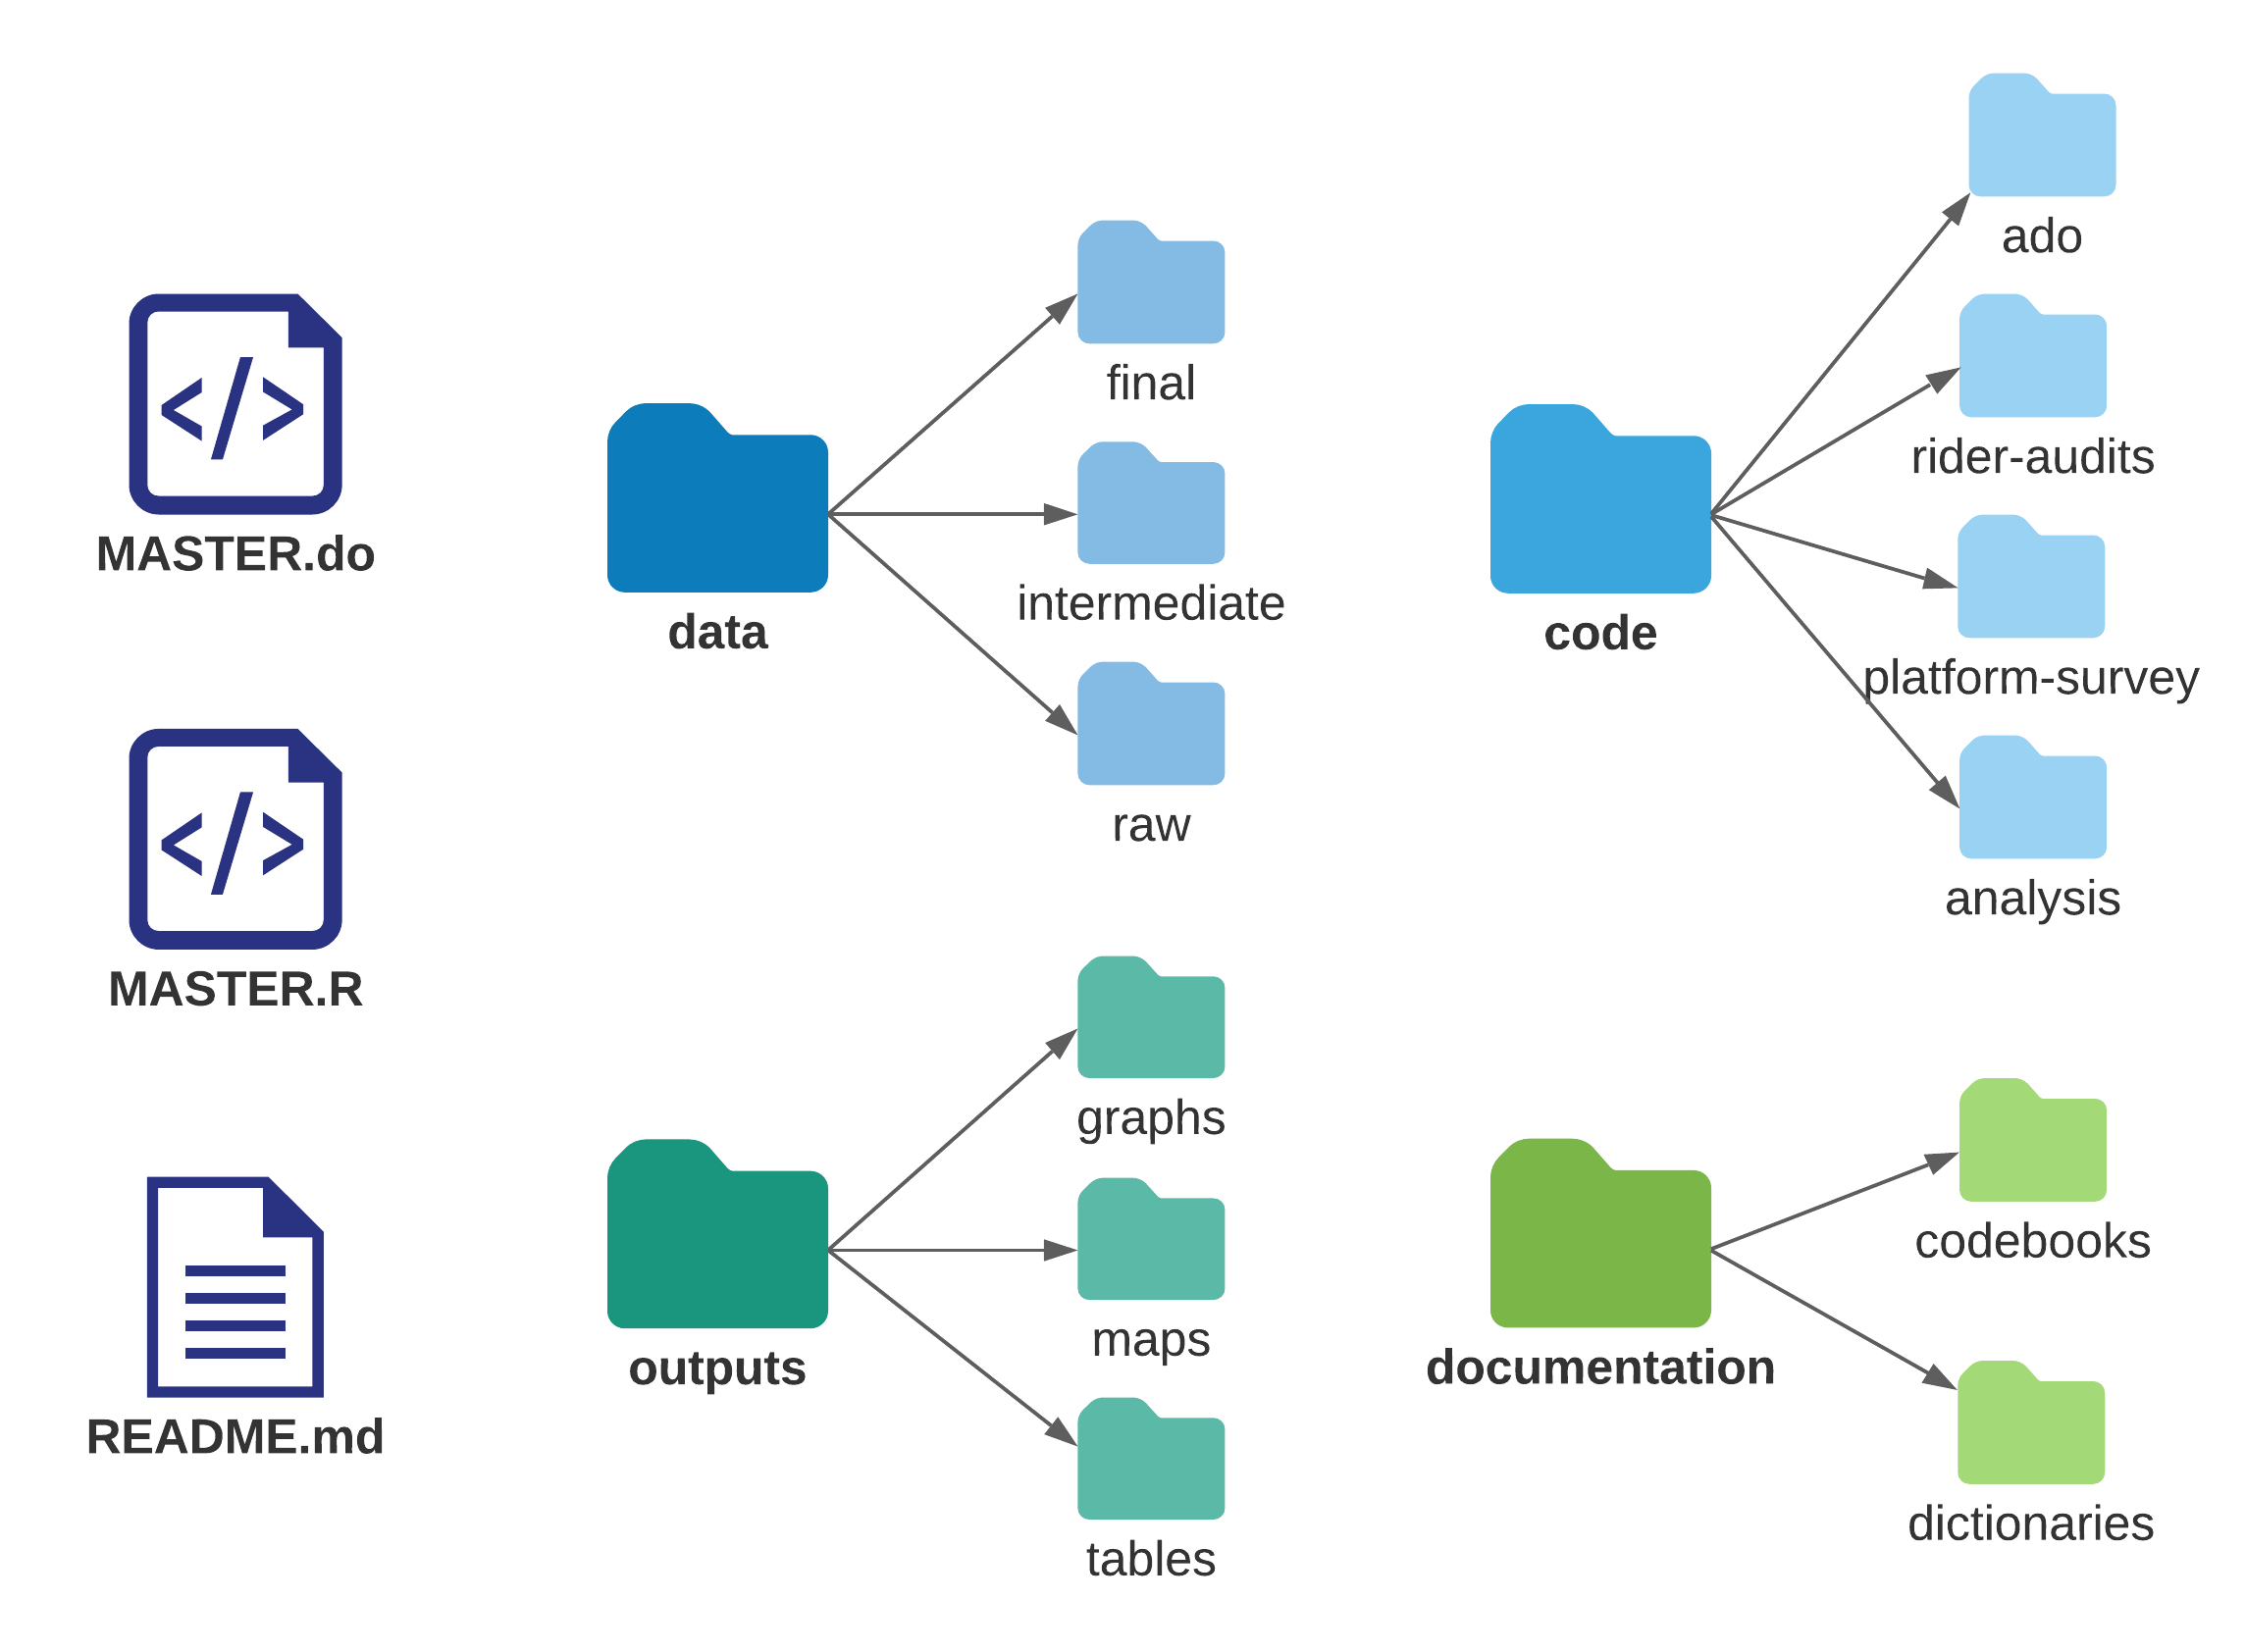 MASTER.do
MASTER.R
README.md
data
final
intermediate
raw
code
ado
rider-audits
platform-survey
analysis
outputs
graphs
maps
tables
documentation
codebooks
dictionaries